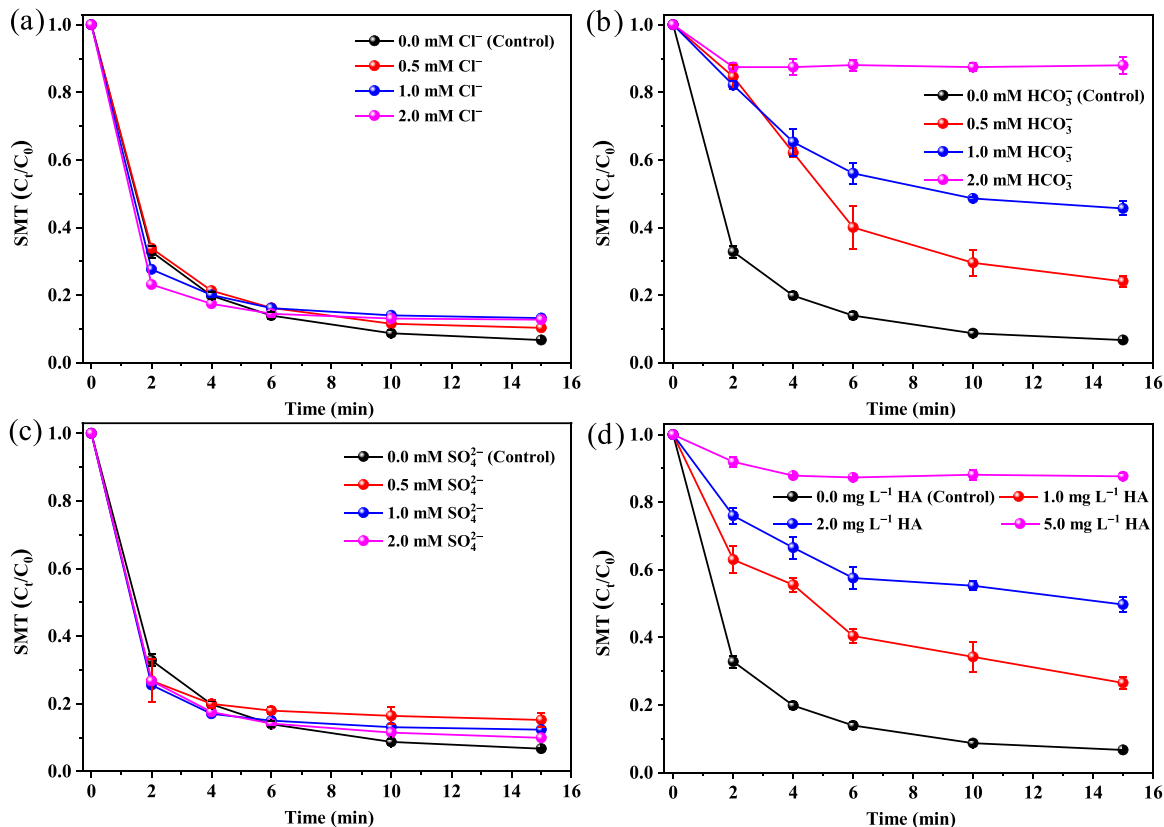 (a)
1.0
0.8
0.6
0.4
0.2
0.0
SMT (Cₜ/C₀)
0.0 mM Cl⁻ (Control)
0.5 mM Cl⁻
1.0 mM Cl⁻
2.0 mM Cl⁻
0 2 4 6 8 10 12 14 16
Time (min)
(b)
1.0
0.8
0.6
0.4
0.2
0.0
SMT (Cₜ/C₀)
0.0 mM HCO₃⁻ (Control)
0.5 mM HCO₃⁻
1.0 mM HCO₃⁻
2.0 mM HCO₃⁻
0 2 4 6 8 10 12 14 16
Time (min)
(c)
1.0
0.8
0.6
0.4
0.2
0.0
SMT (Cₜ/C₀)
0.0 mM SO₄²⁻ (Control)
0.5 mM SO₄²⁻
1.0 mM SO₄²⁻
2.0 mM SO₄²⁻
0 2 4 6 8 10 12 14 16
Time (min)
(d)
1.0
0.8
0.6
0.4
0.2
0.0
SMT (Cₜ/C₀)
0.0 mg L⁻¹ HA (Control) 1.0 mg L⁻¹ HA
2.0 mg L⁻¹ HA 5.0 mg L⁻¹ HA
0 2 4 6 8 10 12 14 16
Time (min)